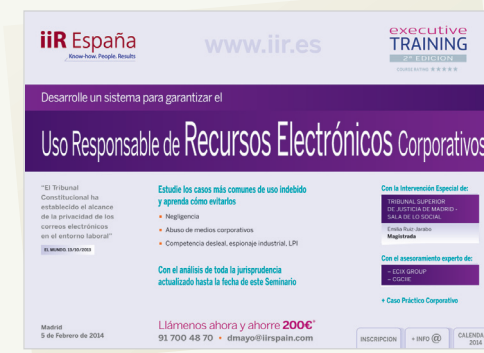 iiR España
Know-how. People. Results
www.iir.es
executive
TRAINING
2ª EDICIÓN
Desarrolle un sistema para garantizar el
Uso Responsable de Recursos Electrónicos Corporativos
"El Tribunal
Constitucional ha
establecido el alcance
de la privacidad de los
correos electrónicos
en el entorno laboral"
EL MUNDO. 13/10/2013
Estudie los casos más comunes de uso indebido
y aprenda cómo evitarlos
• Negligencia
• Abuso de medios corporativos
• Competencia desleal, espionaje industrial, LPI
Con el análisis de toda la jurisprudencia
actualizado hasta la fecha de este Seminario
Con la Intervención Especial de:
TRIBUNAL SUPERIOR
DE JUSTICIA DE MADRID -
SALA DE LO SOCIAL
Emilia Ruiz-Jarabo
Magistrada
Con el asesoramiento experto de:
– ECIX GROUP
– CGCIIE
+ Caso Práctico Corporativo
Madrid
5 de Febrero de 2014
Llámenos ahora y ahorre 200€*
91 700 48 70 • dmayo@iirspain.com
INSCRIPCION
+ INFO @
CALENDA
2014